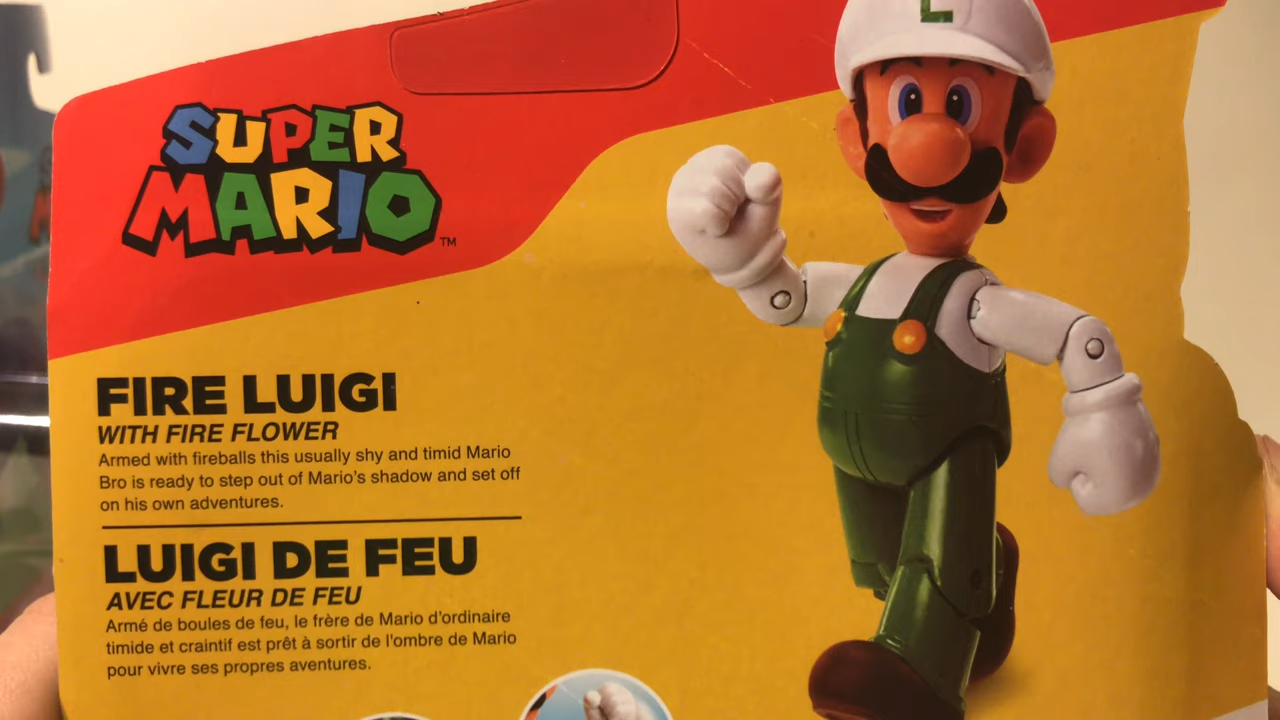 SUPER
MARIO™
L
FIRE LUIGI
WITH FIRE FLOWER
Armed with fireballs this usually shy and timid Mario
Bro is ready to step out of Mario's shadow and set off
on his own adventures.
LUIGI DE FEU
AVEC FLEUR DE FEU
Armé de boules de feu, le frère de Mario d'ordinaire
timide et craintif est prêt à sortir de l'ombre de Mario
pour vivre ses propres aventures.